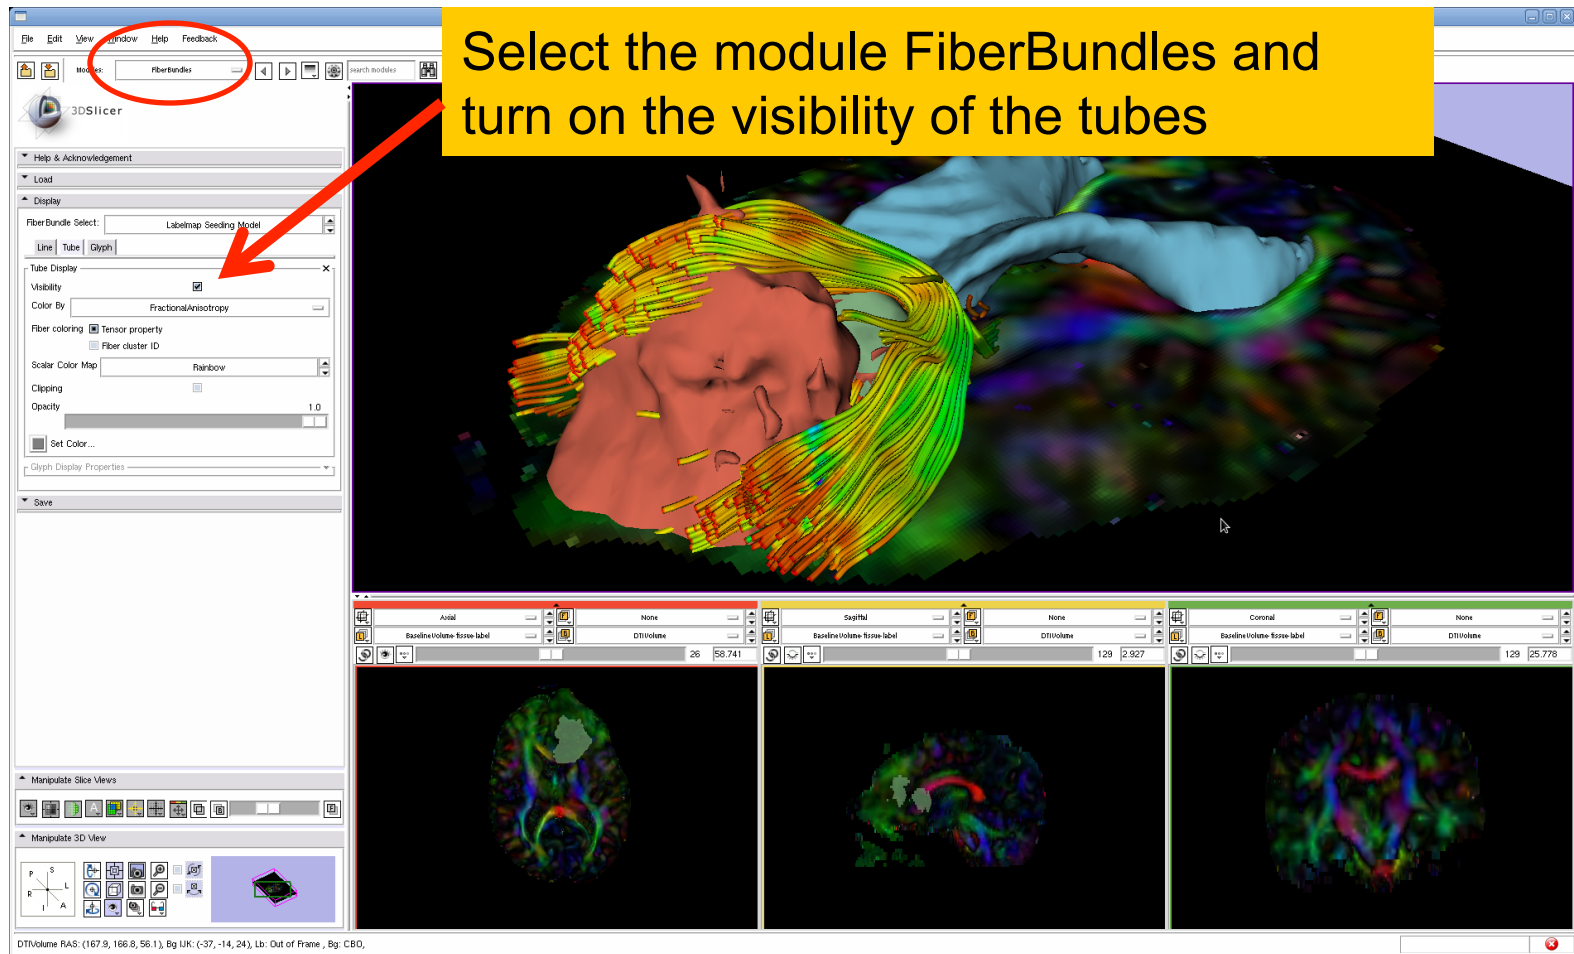 Select the module FiberBundles and
turn on the visibility of the tubes
File Edit View Window Help Feedback
Modules: FiberBundles search modules
3DSlicer
Help & Acknowledgement
Load
Display
FiberBundle Select: Labelmap Seeding Model
Line Tube Glyph
Tube Display
Visibility
Color By FractionalAnisotropy
Fiber coloring Tensor property
Fiber cluster ID
Scalar Color Map Rainbow
Clipping
Opacity 1.0
Set Color...
Glyph Display Properties
Save
Axial None
BaselineVolume-tissue-label DTIVolume
26 58.741
Sagittal None
BaselineVolume-tissue-label DTIVolume
129 2.927
Coronal None
BaselineVolume-tissue-label DTIVolume
129 25.778
Manipulate Slice Views
Manipulate 3D View
P S
R L
I A
DTIVolume RAS: (167.9, 166.8, 56.1), Bg IJK: (-37, -14, 24), Lb: Out of Frame , Bg: CBO,